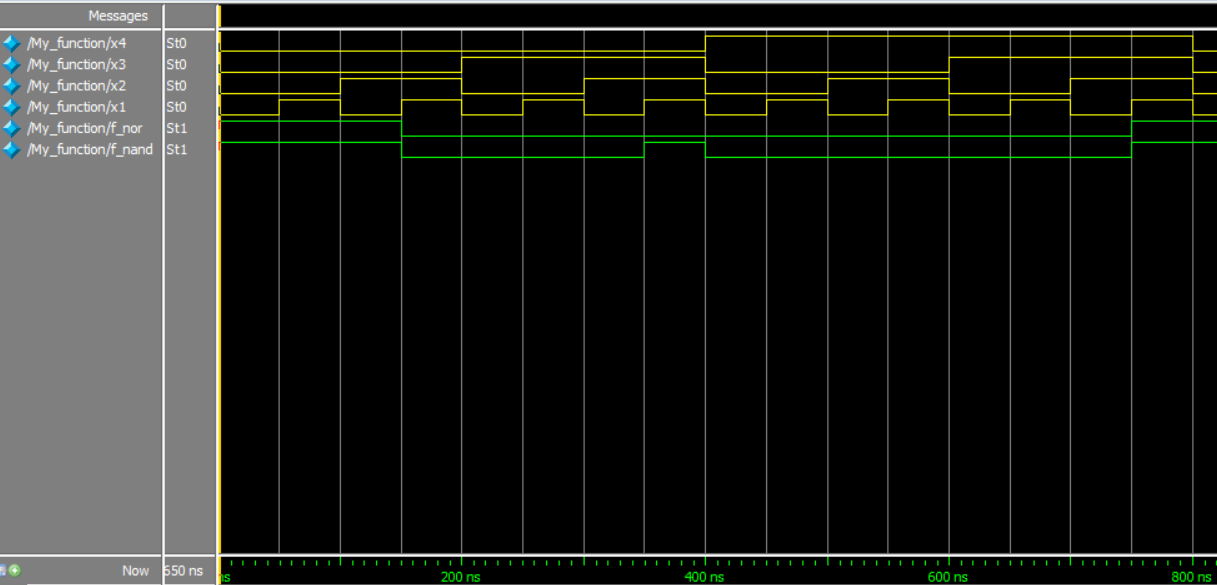 Messages
/My_function/x4 St0
/My_function/x3 St0
/My_function/x2 St0
/My_function/x1 St0
/My_function/f_nor St1
/My_function/f_nand St1
Now 650 ns
ns 200 ns 400 ns 600 ns 800 ns